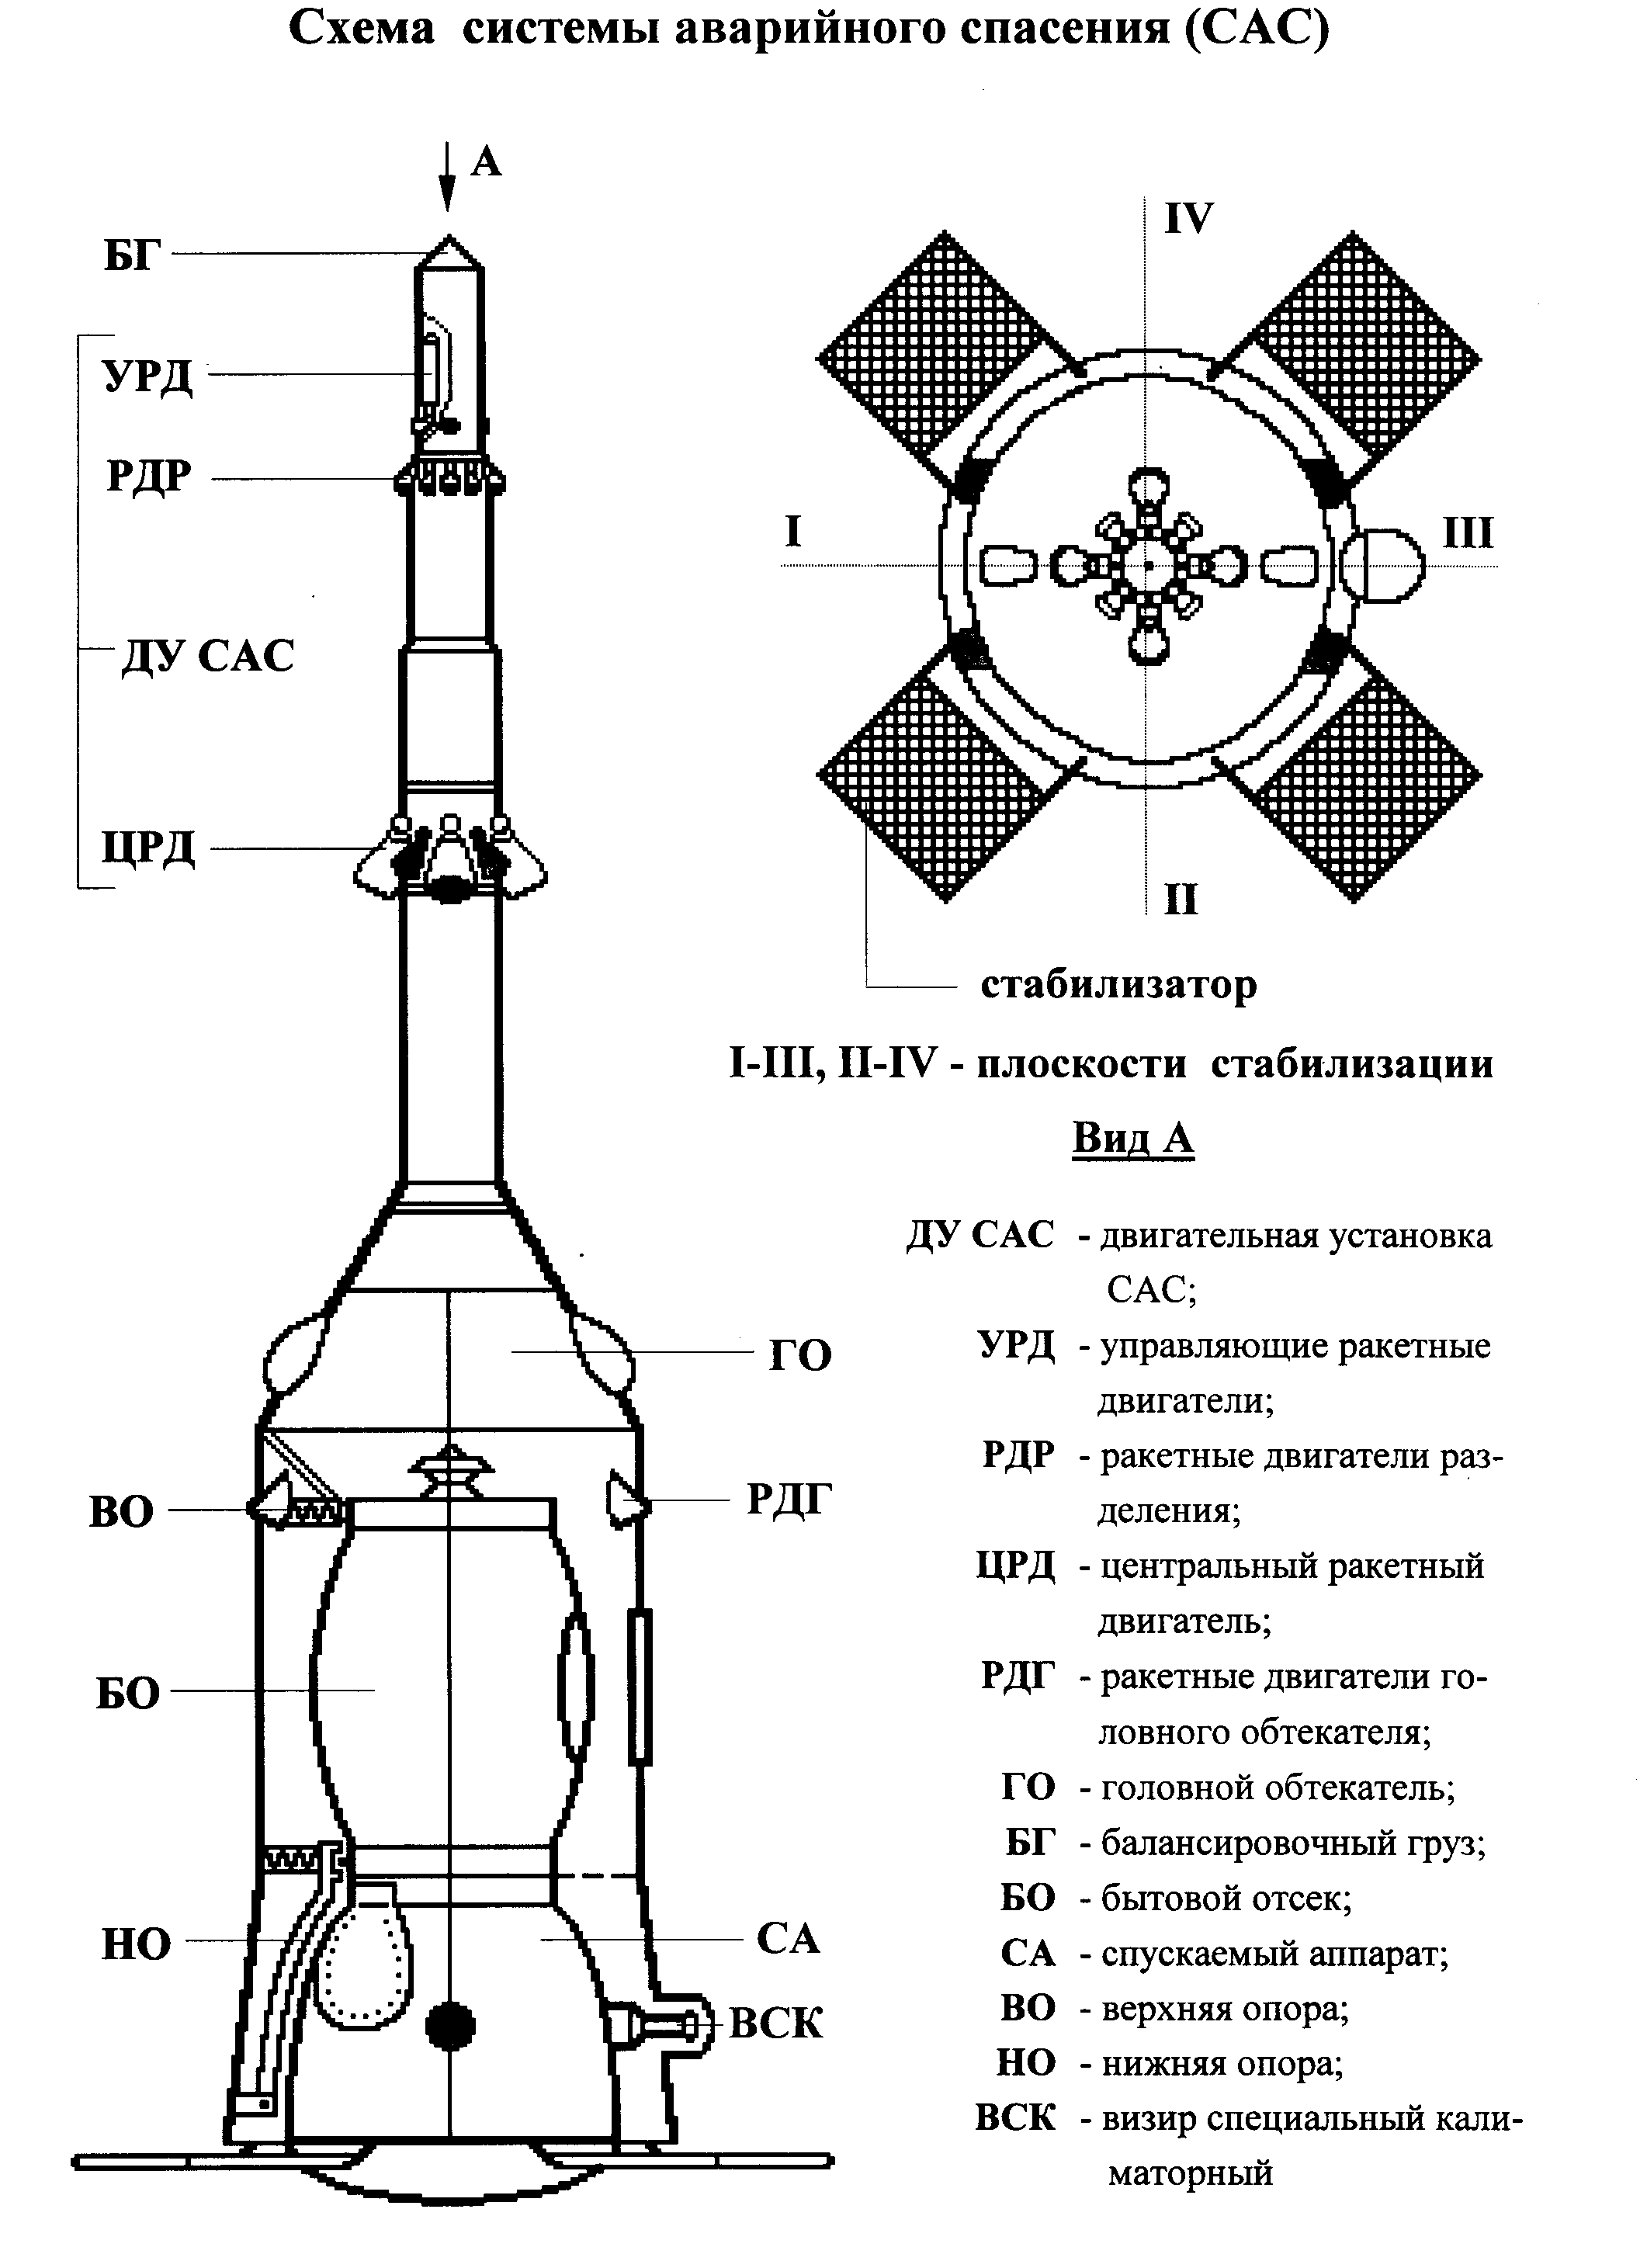 Схема системы аварийного спасения (САС)
А
БГ
УРД
РДР
ДУ САС
ЦРД
IV
I
III
II
стабилизатор
I-III, II-IV - плоскости стабилизации
Вид А
ГО
ВО
РДГ
БО
НО
СА
ВСК
ДУ САС - двигательная установка
САС;
УРД - управляющие ракетные
двигатели;
РДР - ракетные двигатели раз-
деления;
ЦРД - центральный ракетный
двигатель;
РДГ - ракетные двигатели го-
ловного обтекателя;
ГО - головной обтекатель;
БГ - балансировочный груз;
БО - бытовой отсек;
СА - спускаемый аппарат;
ВО - верхняя опора;
НО - нижняя опора;
ВСК - визир специальный кали-
маторный